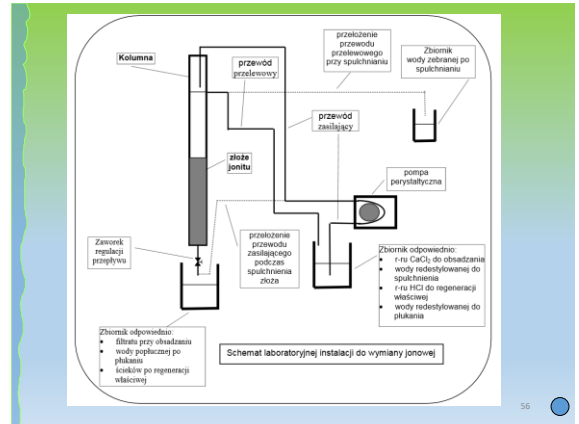 Kolumna
przewód
przelewowy
przełożenie
przewodu
przelewowego
przy spulchnianiu
Zbiornik
wody zebranej po
spulchnianiu
przewód
zasilający
złoże
jonitu
pompa
perystaltyczna
Zaworek
regulacji
przepływu
przełożenie
przewodu
zasilającego
podczas
spulchnienia
złoża
Zbiornik odpowiednio:
• r-ru CaCl₂ do obsadzania
• wody redestylowanej do
spulchnienia
• r-ru HCl do regeneracji
właściwej
• wody redestylowanej do
płukania
Zbiornik odpowiednio:
• filtratu przy obsadzaniu
• wody popłucznej po
płukaniu
• ścieków po regeneracji
właściwej
Schemat laboratoryjnej instalacji do wymiany jonowej
56